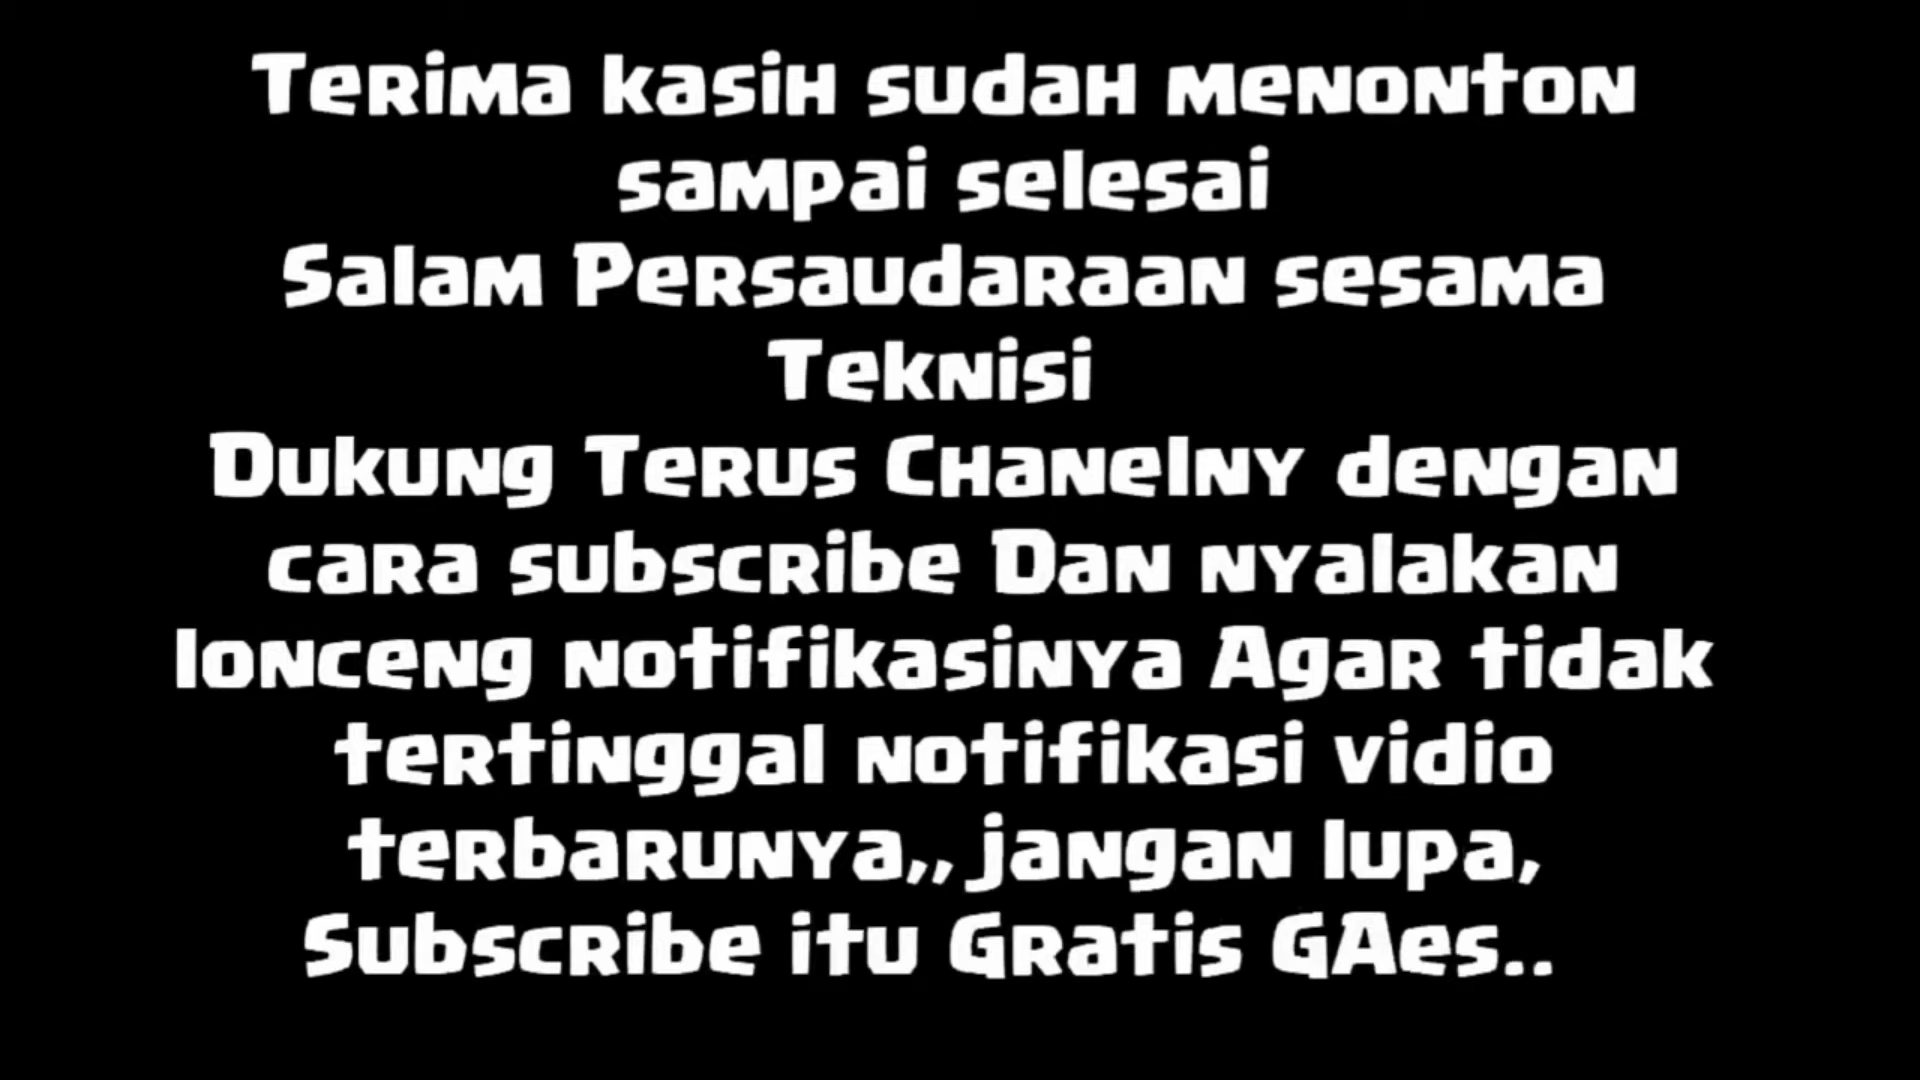 Terima kasih sudah menonton
sampai selesai
Salam Persaudaraan sesama
Teknisi
Dukung Terus Chanelny dengan
cara subscribe Dan nyalakan
lonceng notifikasinya Agar tidak
tertinggal notifikasi vidio
terbarunya,, jangan lupa,
Subscribe itu Gratis GAes..